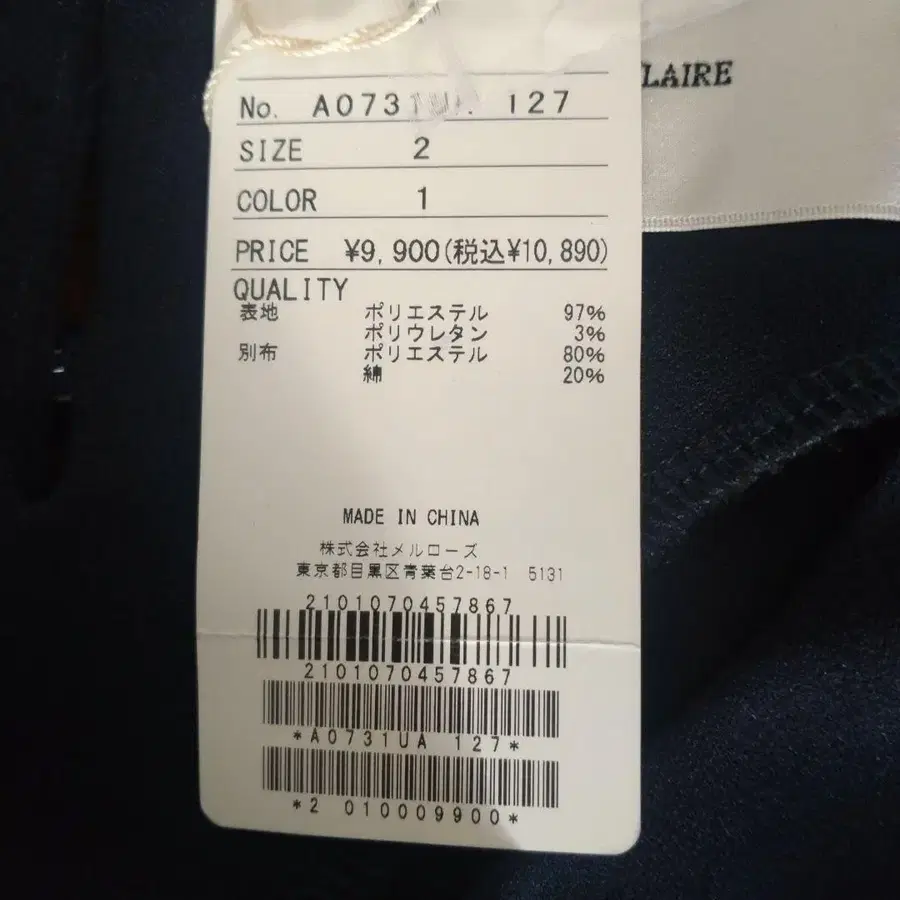 LAIRE
No. A0731UA 127
SIZE 2
COLOR 1
PRICE ¥9,900(税込¥10,890)
QUALITY
表地 ポリエステル 97%
ポリウレタン 3%
別布 ポリエステル 80%
綿 20%
MADE IN CHINA
株式会社メルローズ
東京都目黒区青葉台2-18-1 5131
2101070457867
2101070457867
*A0731UA 127*
*2 010009900*